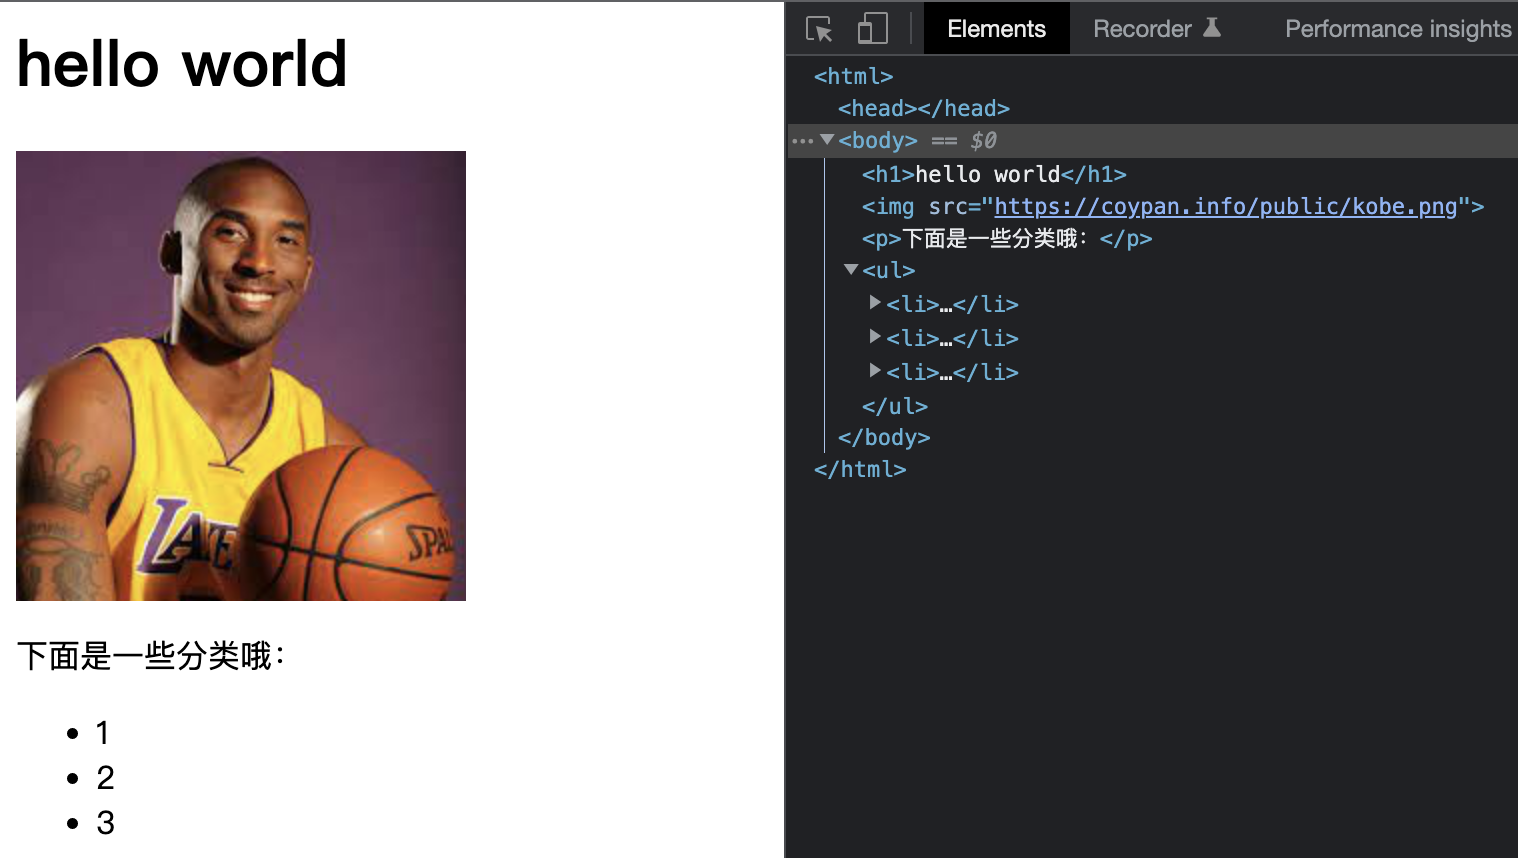 hello world
LAKE
SPAL
下面是一些分类哦：
1
2
3
Elements
Recorder
Performance insights
<html>
<head></head>
<body> == $0
<h1>hello world</h1>
<img src="https://coypan.info/public/kobe.png">
<p>下面是一些分类哦：</p>
<ul>
<li>…</li>
<li>…</li>
<li>…</li>
</ul>
</body>
</html>